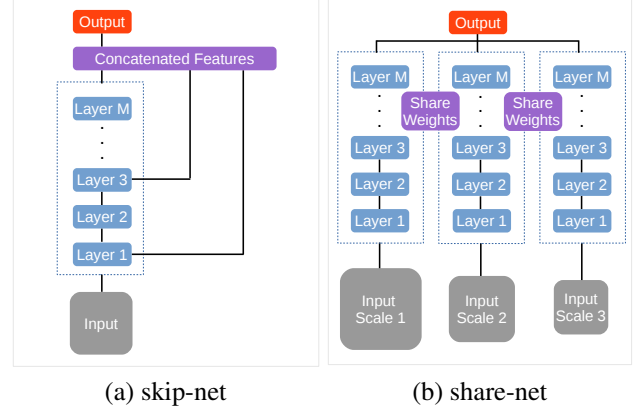 Output
Concatenated Features
Layer M
Layer 3
Layer 2
Layer 1
Input
(a) skip-net
Output
Layer M
Layer M
Layer M
Share
Weights
Share
Weights
Layer 3
Layer 3
Layer 3
Layer 2
Layer 2
Layer 2
Layer 1
Layer 1
Layer 1
Input
Scale 1
Input
Scale 2
Input
Scale 3
(b) share-net